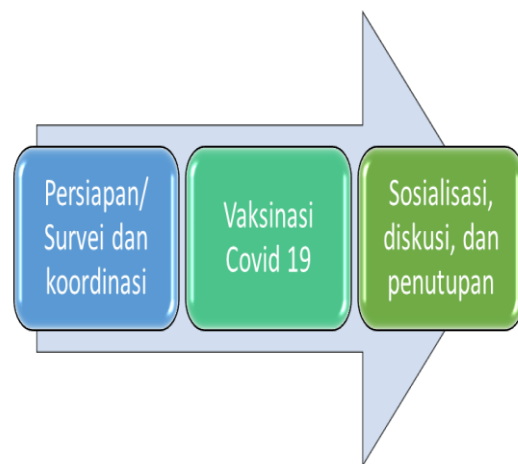 Persiapan/
Survei dan
koordinasi
Vaksinasi
Covid 19
Sosialisasi,
diskusi, dan
penutupan